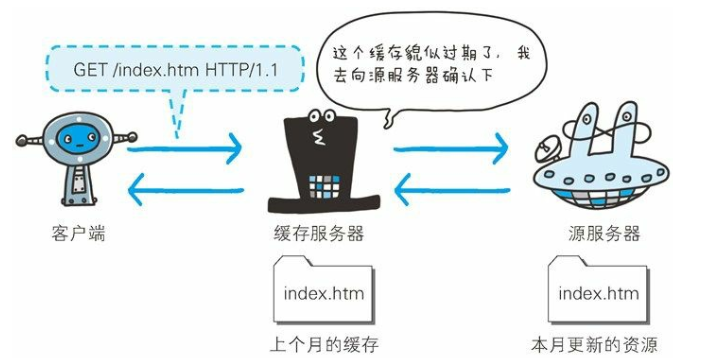 GET /index.htm HTTP/1.1
这个缓存貌似过期了，我
去向源服务器确认下
客户端
缓存服务器
源服务器
index.htm
index.htm
上个月的缓存
本月更新的资源